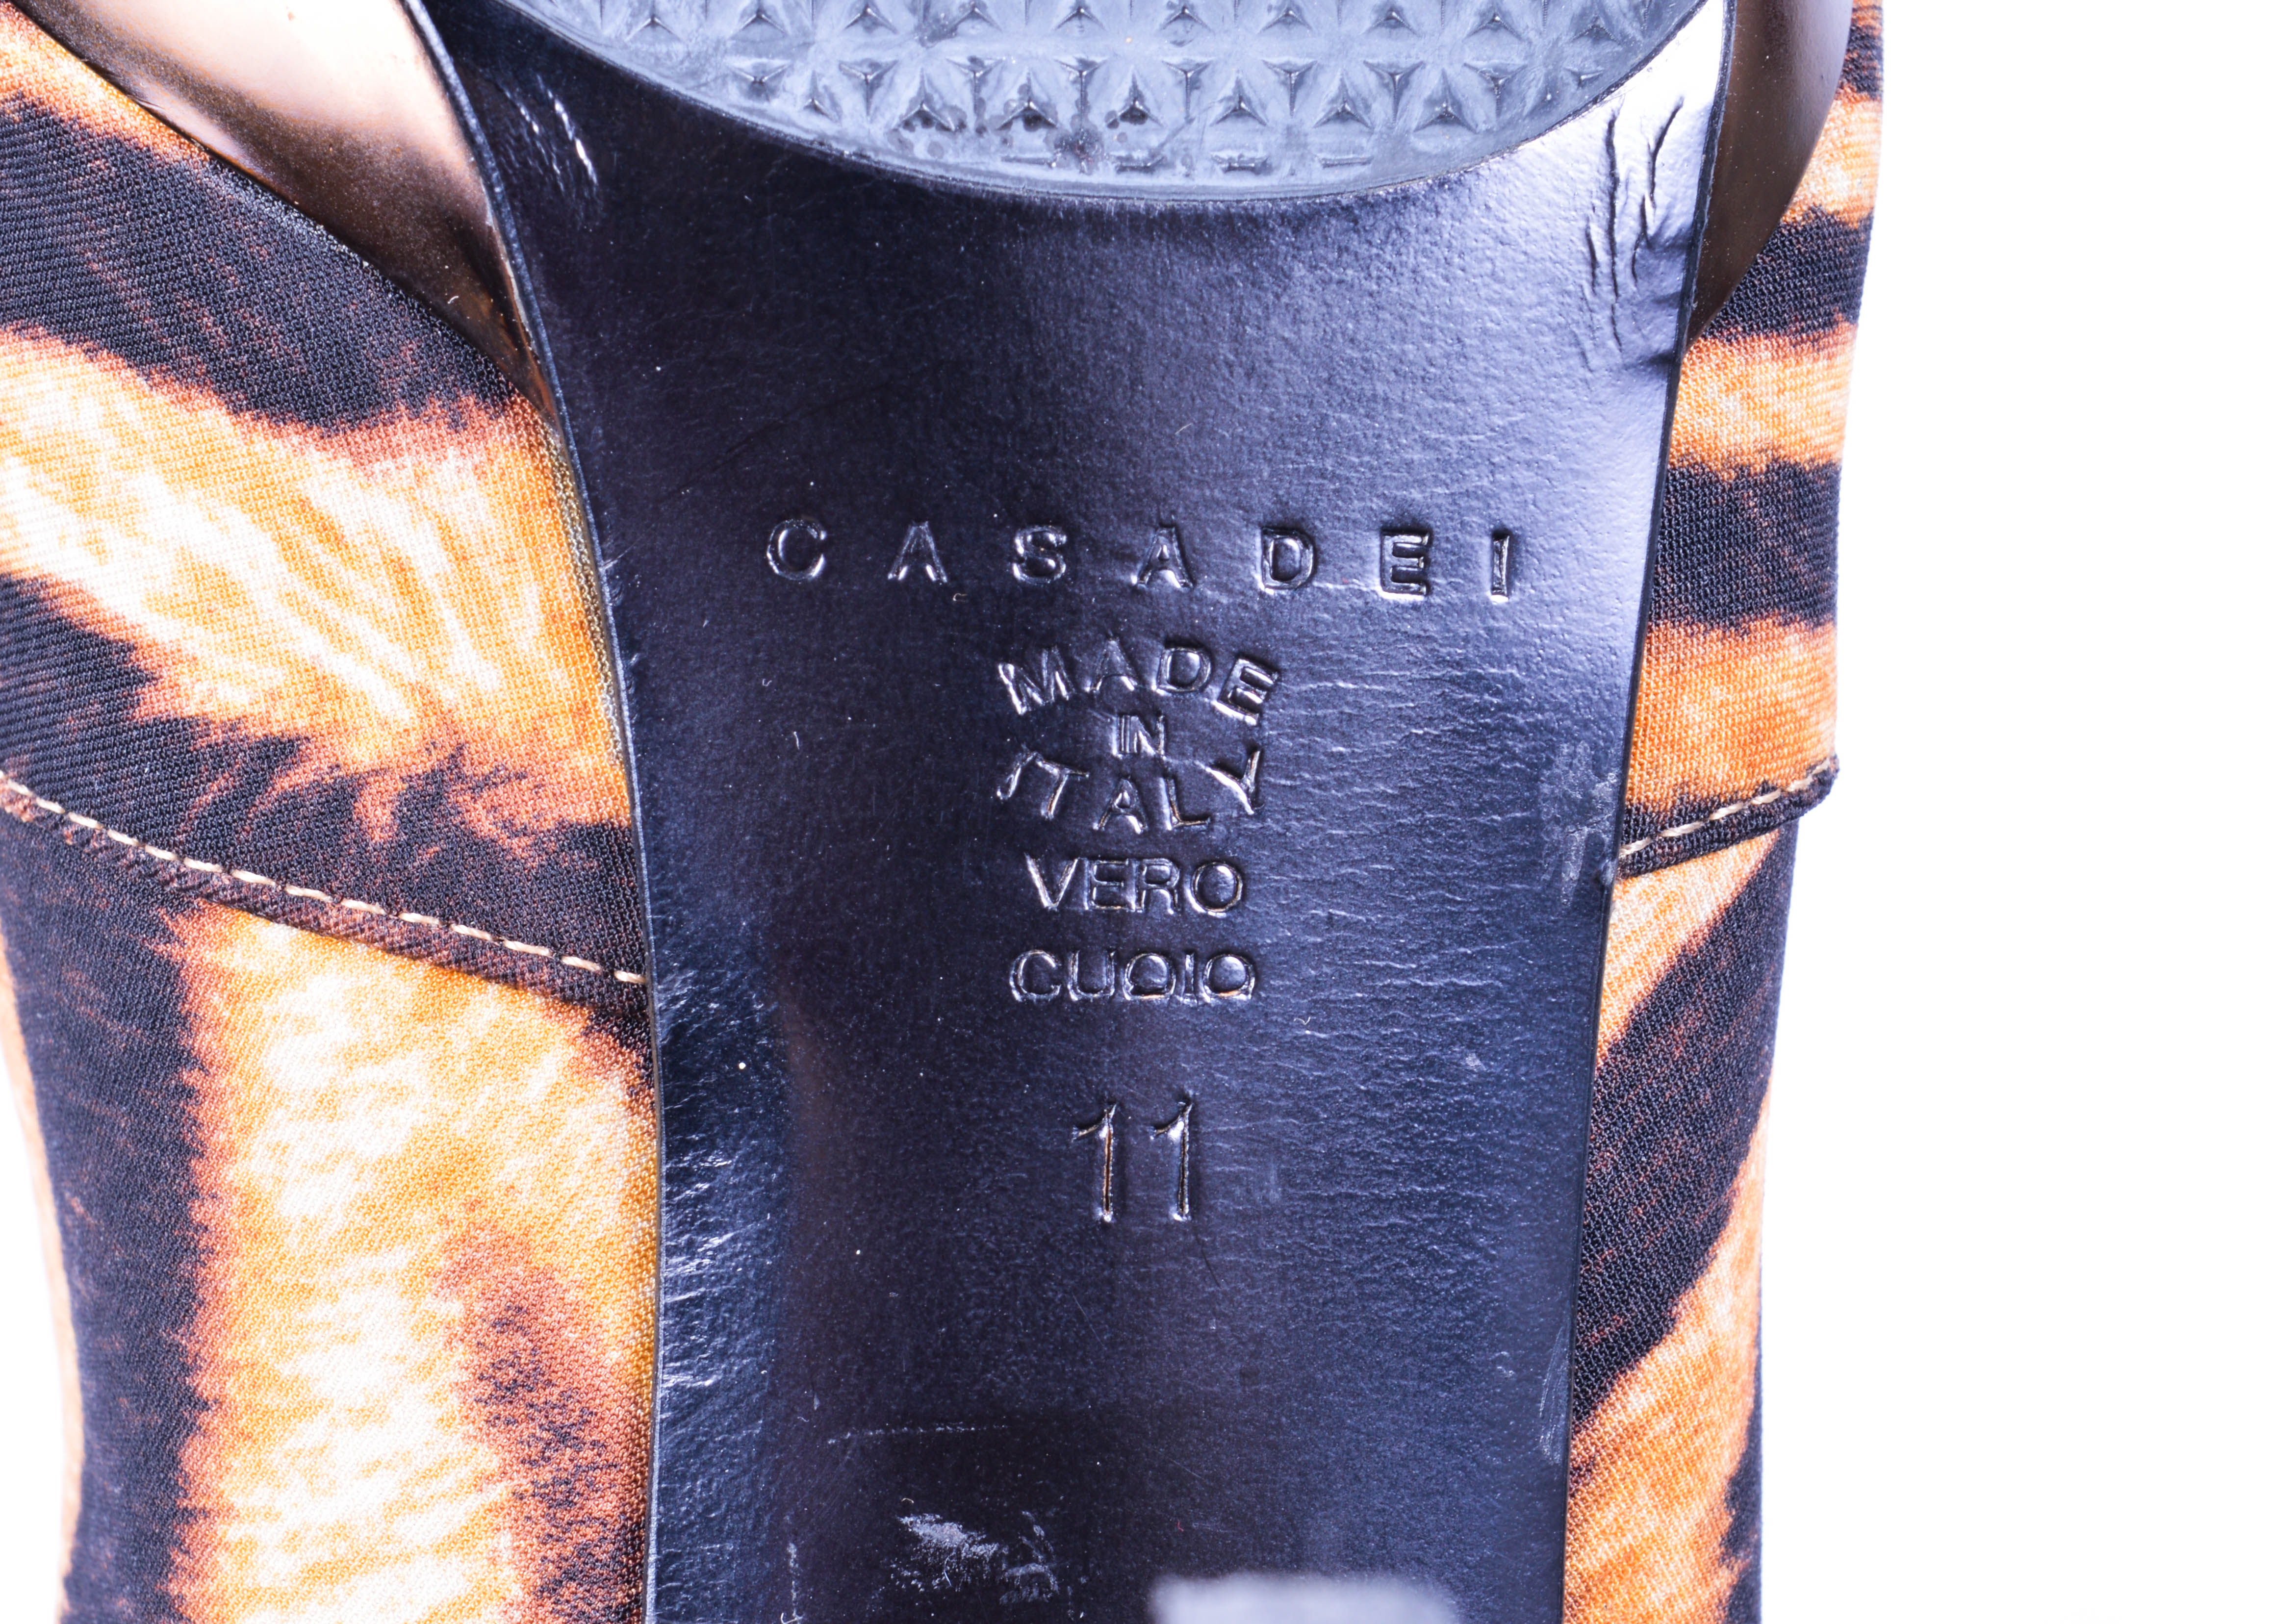 CASADEI
MADE
IN
ITALY
VERO
CUOIO
11